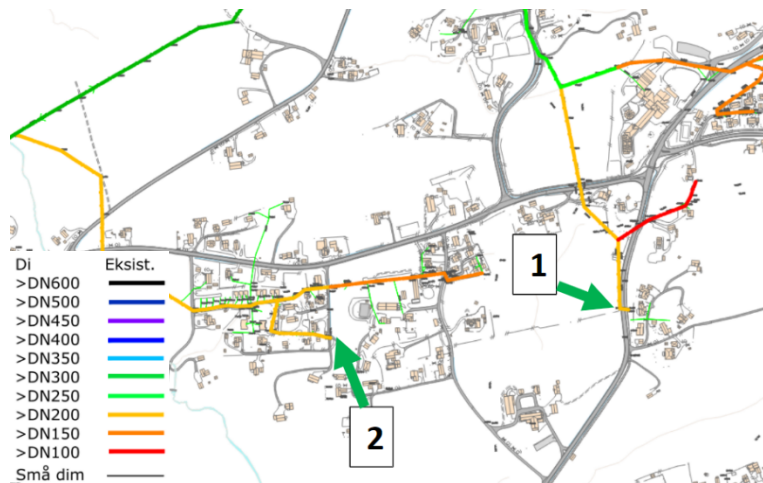 1
2
Di Eksist.
>DN600
>DN500
>DN450
>DN400
>DN350
>DN300
>DN250
>DN200
>DN150
>DN100
Små dim